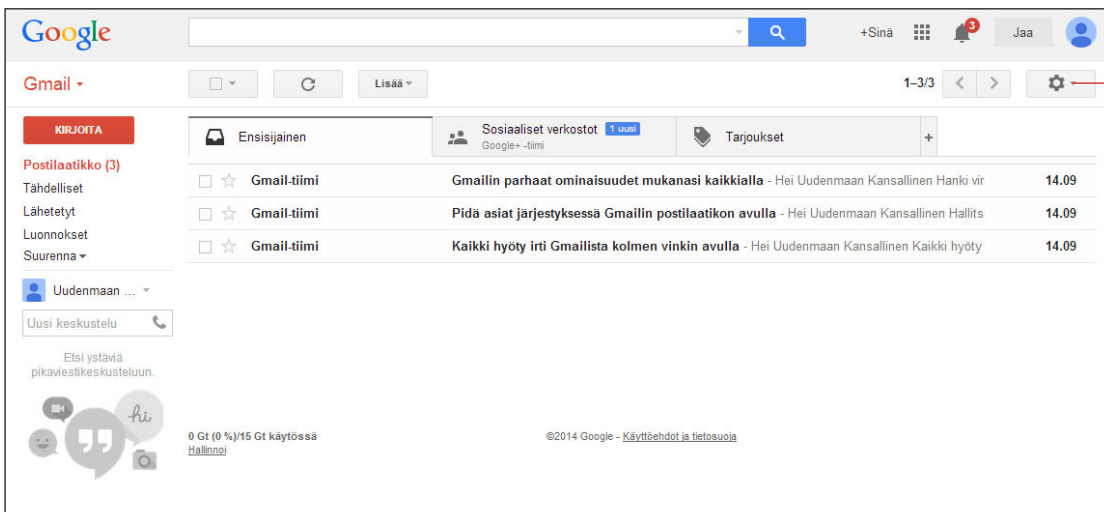 Google
+Sinä
3
Jaa
Gmail
Lisää
1–3/3
KIRJOITA
Ensisijainen
Sosiaaliset verkostot 1 uusi
Google+ -tiimi
Tarjoukset
+
Postilaatikko (3)
Tähdelliset
Lähetetyt
Luonnokset
Suurenna
Gmail-tiimi Gmailin parhaat ominaisuudet mukanasi kaikkialla - Hei Uudenmaan Kansallinen Hanki vir 14.09
Gmail-tiimi Pidä asiat järjestyksessä Gmailin postilaatikon avulla - Hei Uudenmaan Kansallinen Hallits 14.09
Gmail-tiimi Kaikki hyöty irti Gmailista kolmen vinkin avulla - Hei Uudenmaan Kansallinen Kaikki hyöty 14.09
Uudenmaan ...
Uusi keskustelu
Etsi ystäviä
pikaviestikeskusteluun.
hi
0 Gt (0 %)/15 Gt käytössä
Hallinnoi
©2014 Google - Käyttöehdot ja tietosuoja